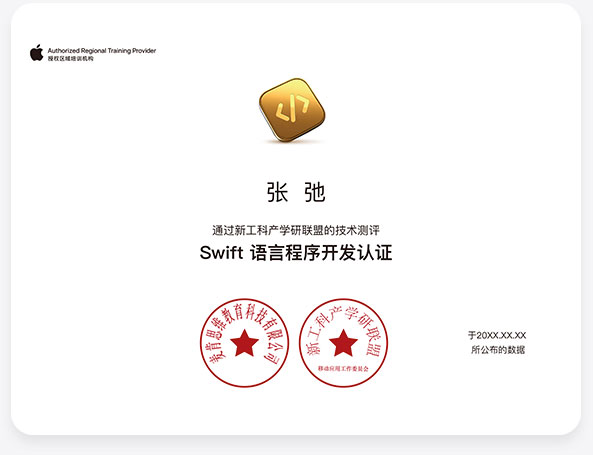 Authorized Regional Training Provider
授权区域培训机构
</>
张 弛
通过新工科产学研联盟的技术测评
Swift 语言程序开发认证
麦肯思维教育科技有限公司
新工科产学研联盟
移动应用工作委员会
于20XX.XX.XX
所公布的数据